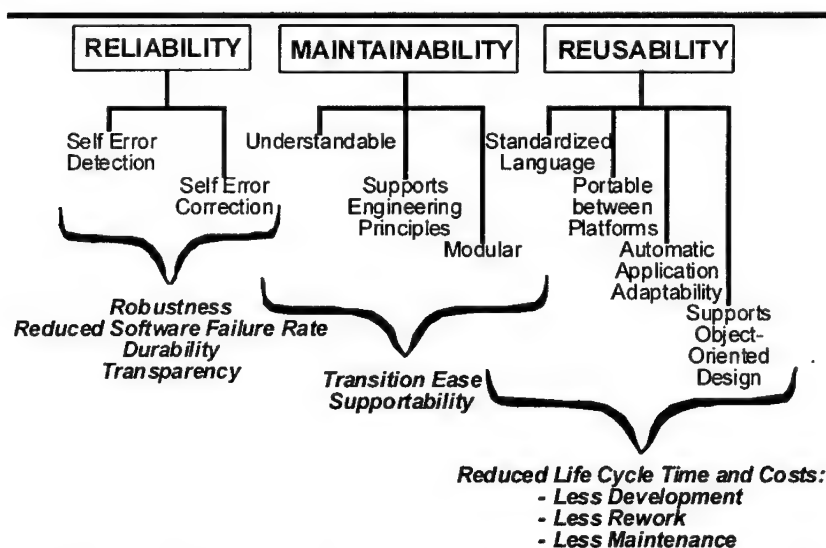 RELIABILITY
MAINTAINABILITY
REUSABILITY
Self Error
Detection
Self Error
Correction
Understandable
Supports
Engineering
Principles
Modular
Standardized
Language
Portable
between
Platforms
Automatic
Application
Adaptability
Supports
Object-
Oriented
Design
Robustness
Reduced Software Failure Rate
Durability
Transparency
Transition Ease
Supportability
Reduced Life Cycle Time and Costs:
- Less Development
- Less Rework
- Less Maintenance